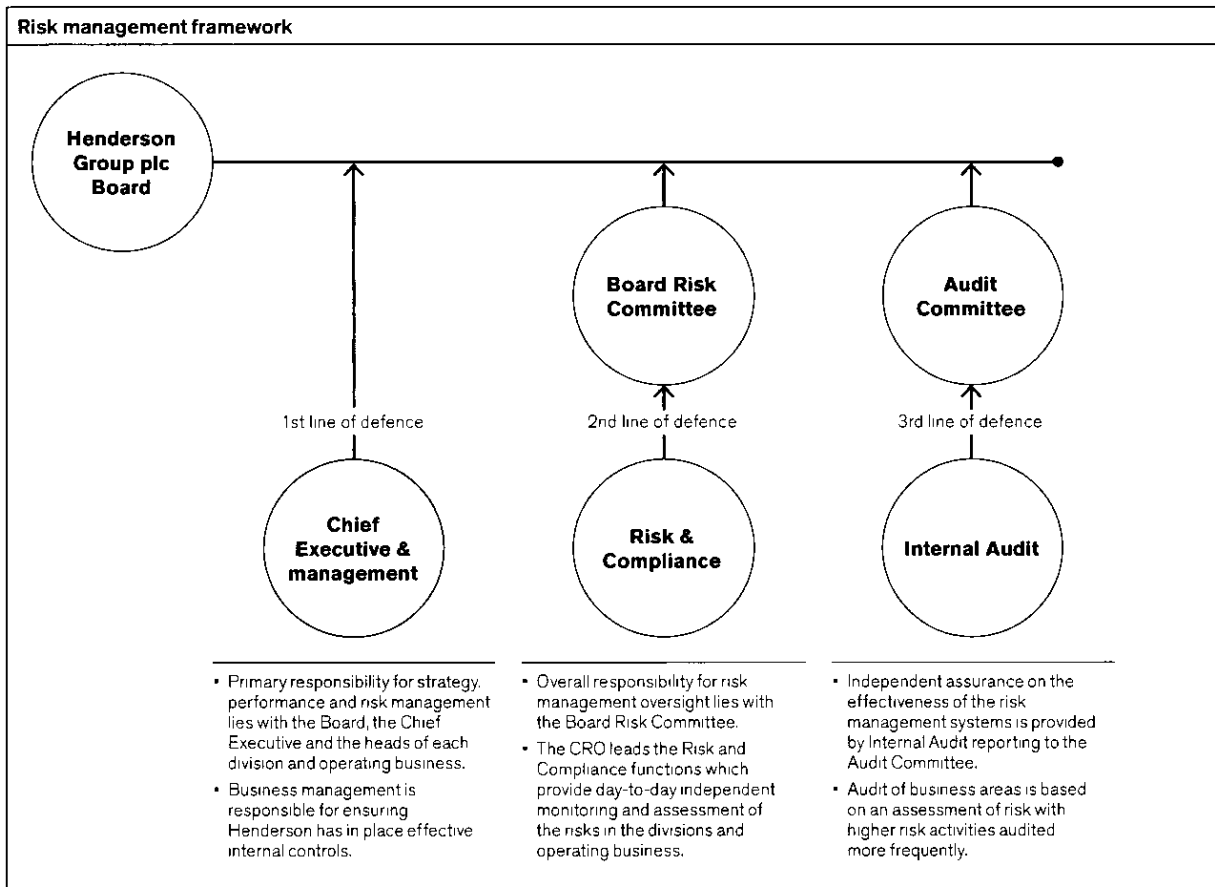 Risk management framework
Henderson
Group plc
Board
Board Risk
Committee
Audit
Committee
1st line of defence
2nd line of defence
3rd line of defence
Chief
Executive &
management
Risk &
Compliance
Internal Audit
• Primary responsibility for strategy,
performance and risk management
lies with the Board, the Chief
Executive and the heads of each
division and operating business.
• Business management is
responsible for ensuring
Henderson has in place effective
internal controls.
• Overall responsibility for risk
management oversight lies with
the Board Risk Committee.
• The CRO leads the Risk and
Compliance functions which
provide day-to-day independent
monitoring and assessment of
the risks in the divisions and
operating business.
• Independent assurance on the
effectiveness of the risk
management systems is provided
by Internal Audit reporting to the
Audit Committee.
• Audit of business areas is based
on an assessment of risk with
higher risk activities audited
more frequently.